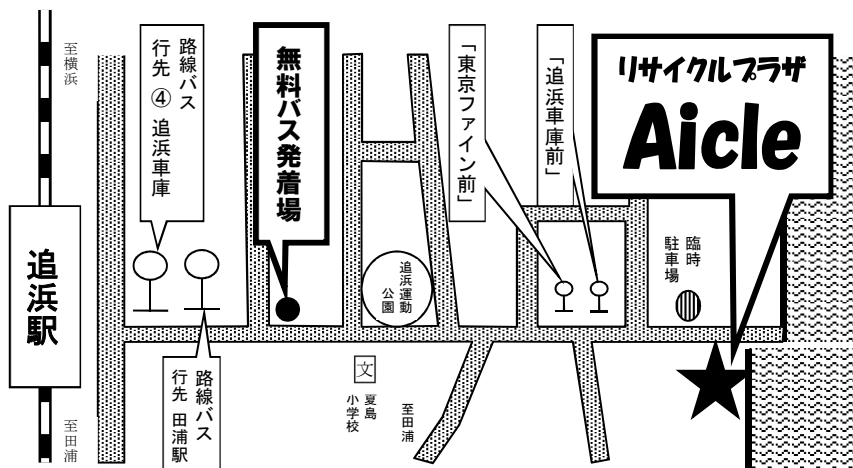 至横浜
追浜駅
至田浦
路線バス
行先 ④ 追浜車庫
無料バス発着場
路線バス
行先 田浦駅
追浜運動
公園
文
夏島
小学校
至田浦
「東京ファイン前」
「追浜車庫前」
リサイクルプラザ
Aicle
臨時
駐車場